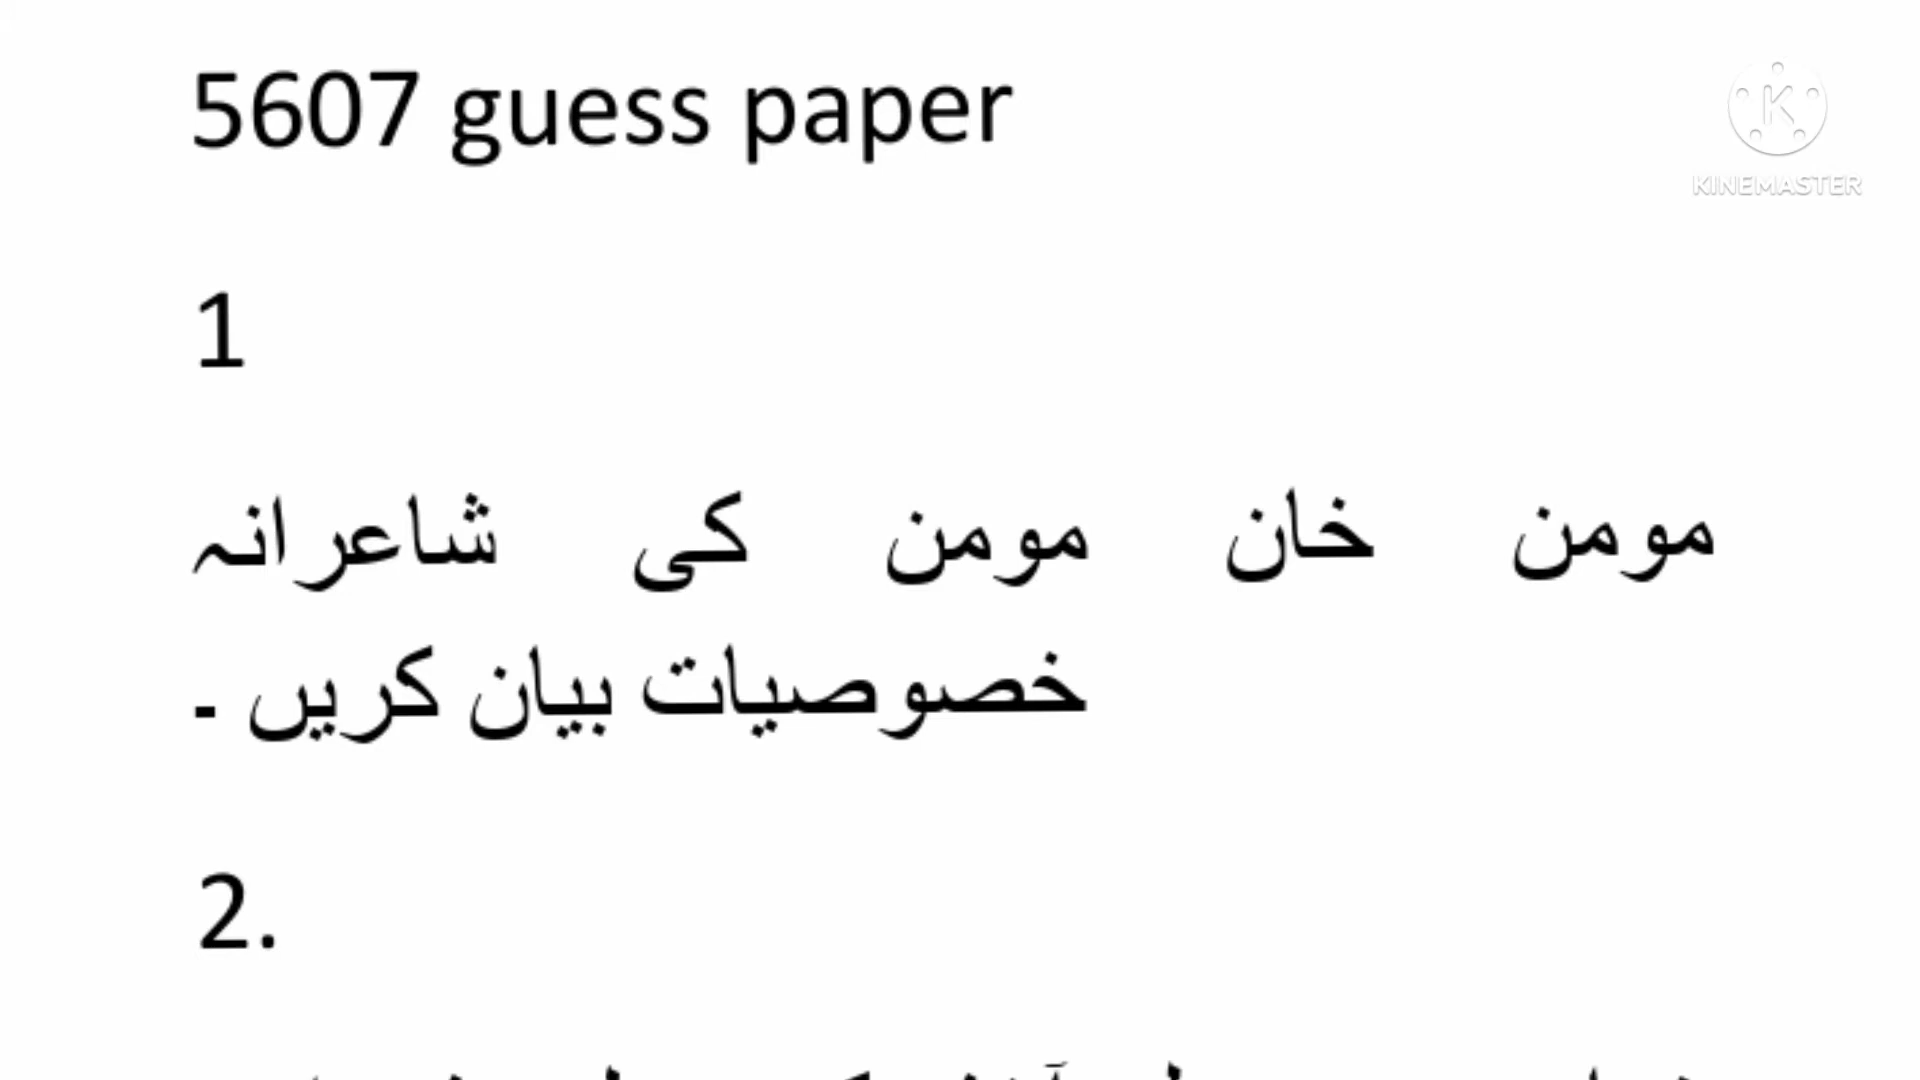 5607 guess paper
KINEMASTER
1
مومن خان مومن کی شاعرانہ
خصوصیات بیان کریں ۔
2.